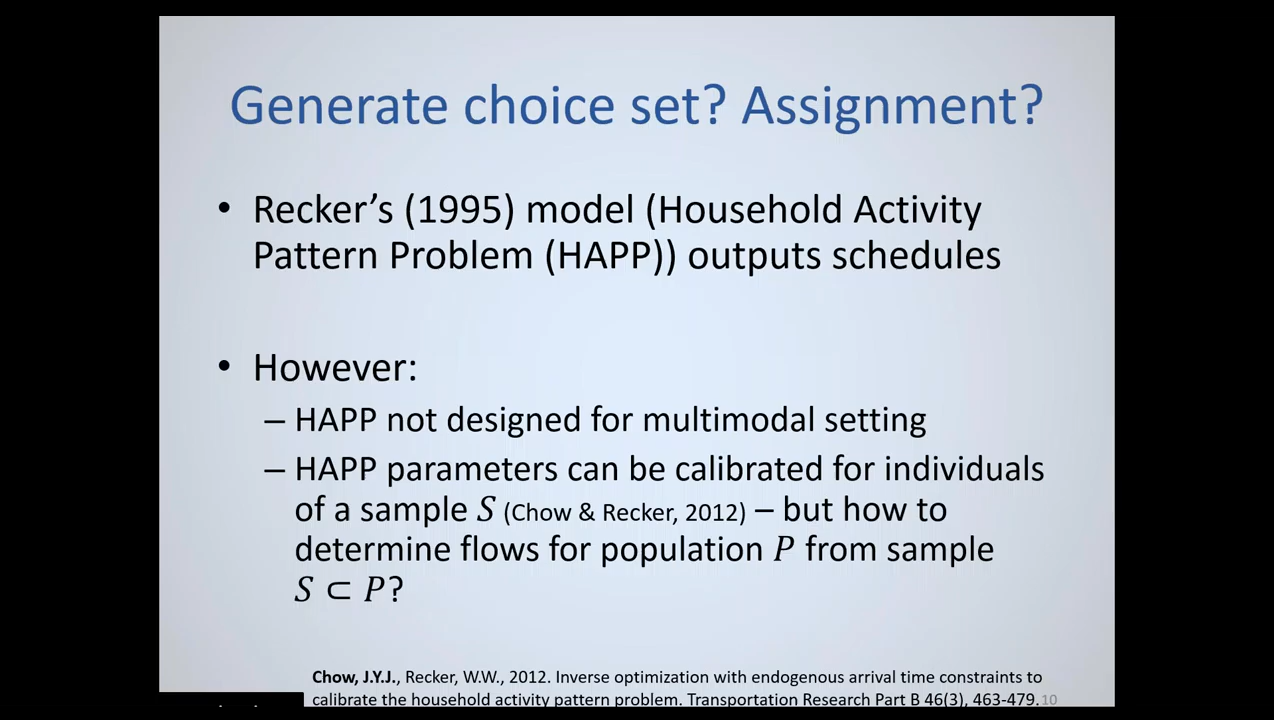 Generate choice set? Assignment?
• Recker’s (1995) model (Household Activity
Pattern Problem (HAPP)) outputs schedules
• However:
– HAPP not designed for multimodal setting
– HAPP parameters can be calibrated for individuals
of a sample S (Chow & Recker, 2012) – but how to
determine flows for population P from sample
S ⊂ P?
Chow, J.Y.J., Recker, W.W., 2012. Inverse optimization with endogenous arrival time constraints to
calibrate the household activity pattern problem. Transportation Research Part B 46(3), 463-479.
10